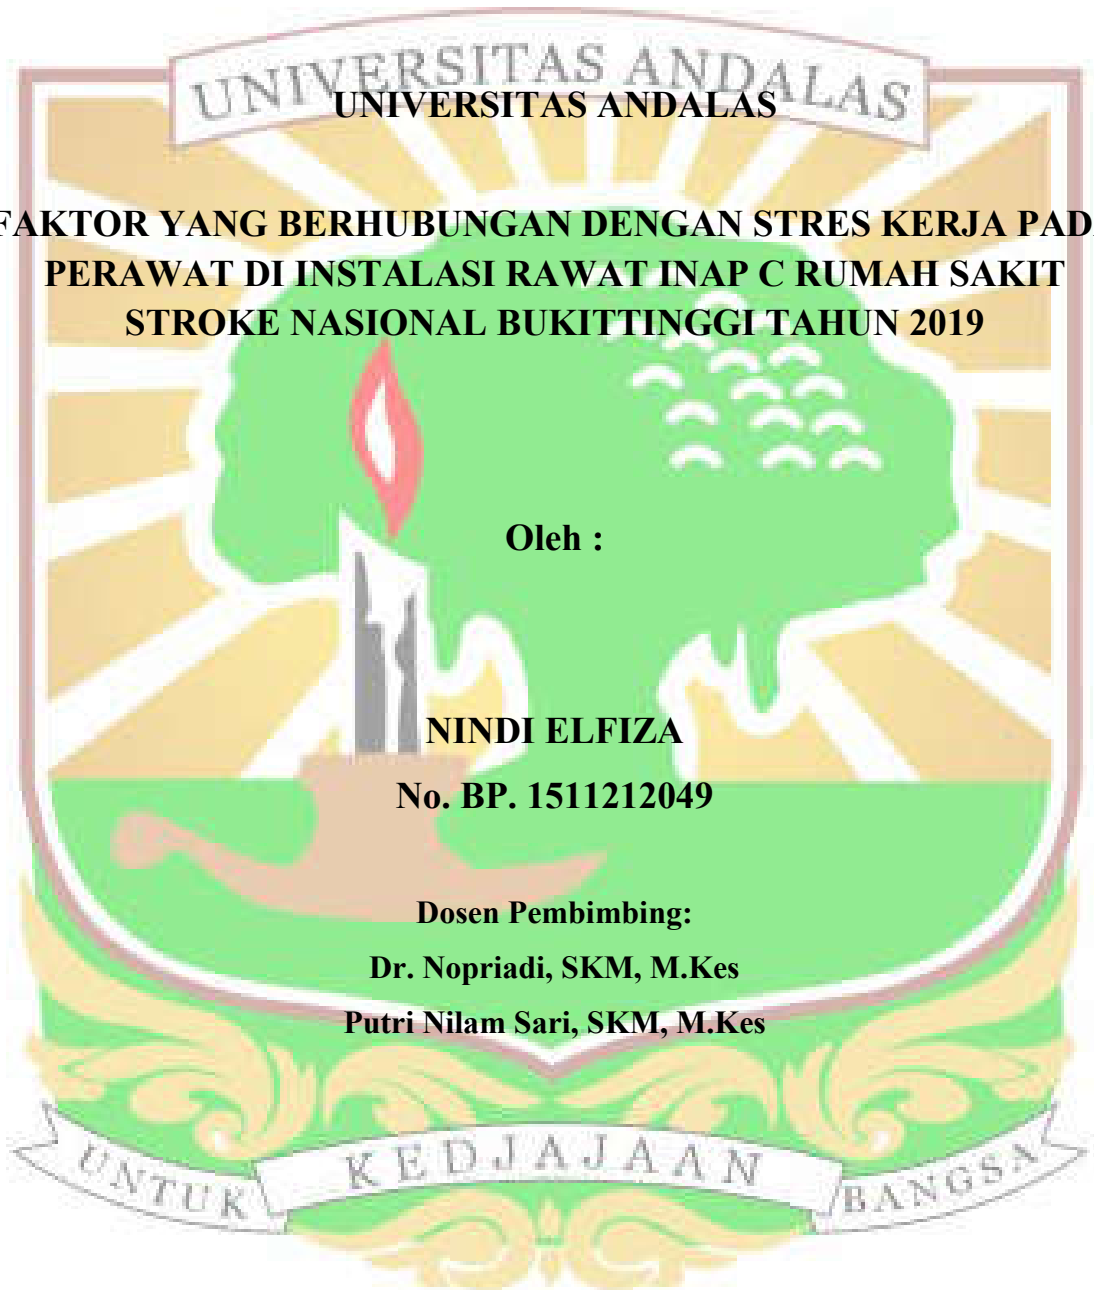 UNIVERSITAS ANDALAS
UNIVERSITAS ANDALAS
FAKTOR YANG BERHUBUNGAN DENGAN STRES KERJA PADA
PERAWAT DI INSTALASI RAWAT INAP C RUMAH SAKIT
STROKE NASIONAL BUKITTINGGI TAHUN 2019
Oleh :
NINDI ELFIZA
No. BP. 1511212049
Dosen Pembimbing:
Dr. Nopriadi, SKM, M.Kes
Putri Nilam Sari, SKM, M.Kes
UNTUK KEDJAJAAN BANGSA